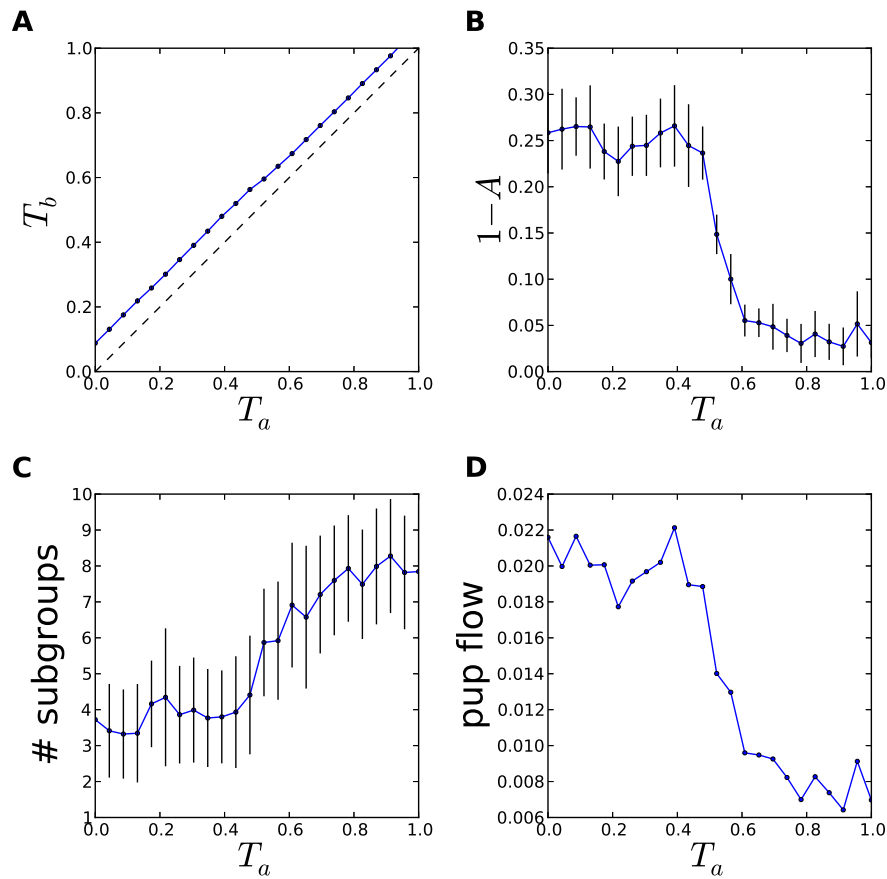 A
1.0
0.8
0.6
0.4
0.2
0.0
T_b
0.0 0.2 0.4 0.6 0.8 1.0
T_a
B
0.35
0.30
0.25
0.20
0.15
0.10
0.05
0.00
1−A
0.0 0.2 0.4 0.6 0.8 1.0
T_a
C
10
9
8
7
6
5
4
3
2
1
# subgroups
0.0 0.2 0.4 0.6 0.8 1.0
T_a
D
0.024
0.022
0.020
0.018
0.016
0.014
0.012
0.010
0.008
0.006
pup flow
0.0 0.2 0.4 0.6 0.8 1.0
T_a